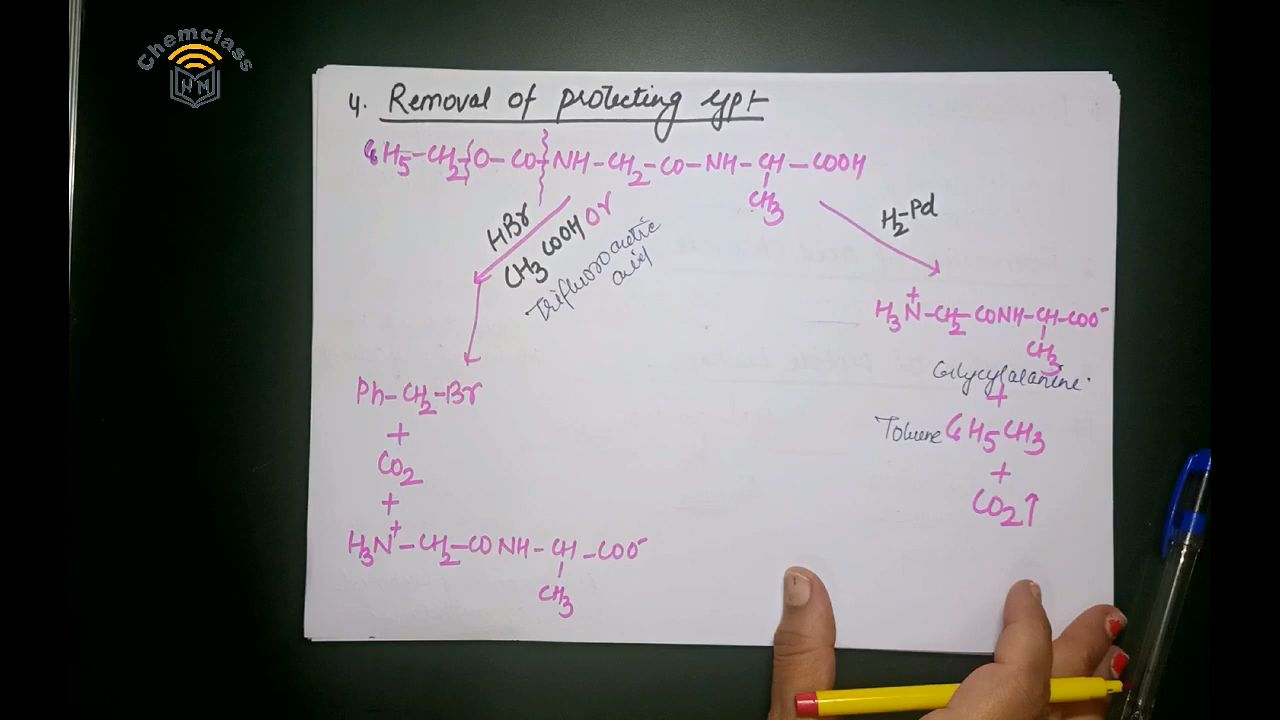 Chemclass
NM
4. Removal of protecting gpt
C6H5-CH2-O-CO-NH-CH2-CO-NH-CH-COOH
CH3
HBr
CH3COOH Or
Trifluoroacetic
acid
H2-Pd
H3N+-CH2-CONH-CH-COO-
CH3
Glycylalanine
+
Toluene C6H5CH3
+
CO2↑
Ph-CH2-Br
+
CO2
+
H3N+-CH2-CONH-CH-COO-
CH3